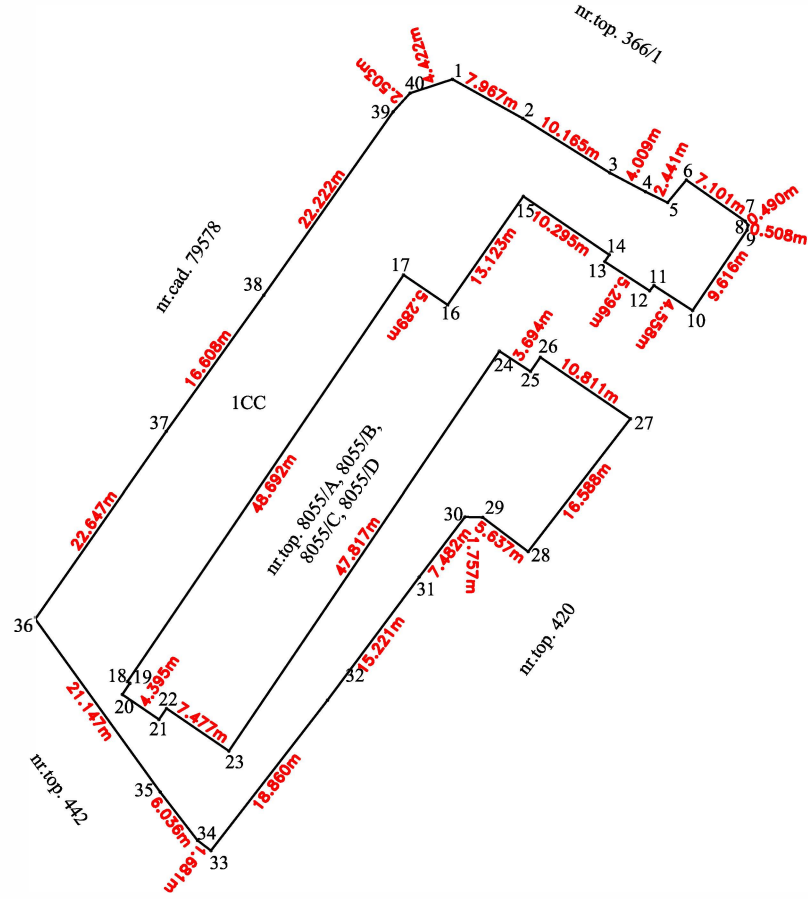 nr.top. 366/1
4.422m
2.503m
40
1
7.967m
39
2
10.165m
3
4.009m
4
2.441m
5
6
7.101m
7
0.490m
8
0.508m
9
22.222m
15
10.295m
14
13
5.296m
12
11
4.558m
10
9.616m
nr.cad. 79578
13.123m
17
5.289m
16
38
16.608m
3.694m
24
26
25
10.811m
27
1CC
37
nr.top. 8055/A, 8055/B,
8055/C, 8055/D
48.692m
47.817m
16.588m
22.647m
30
29
5.637m
28
7.482m
1.757m
31
36
nr.top. 420
15.221m
32
18
19
4.395m
20
22
21
7.477m
23
21.147m
18.860m
nr.top. 442
35
6.036m
34
1.681m
33